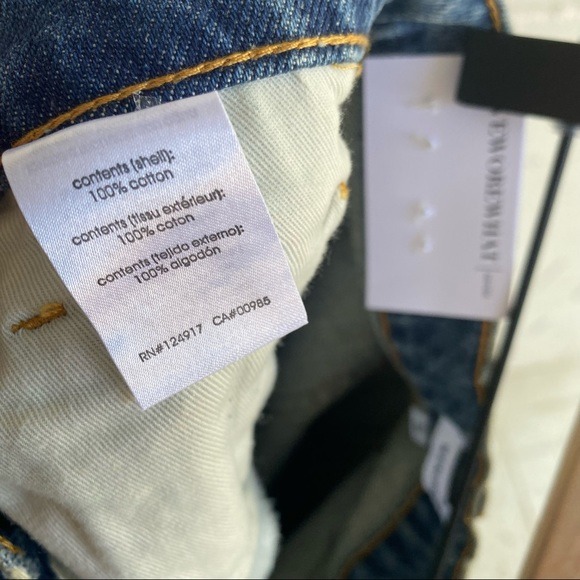 contents (shell):
100% cotton
contents (tissu extérieur):
100% coton
contents (tejido externo):
100% algodón
RN#124917 CA#00985